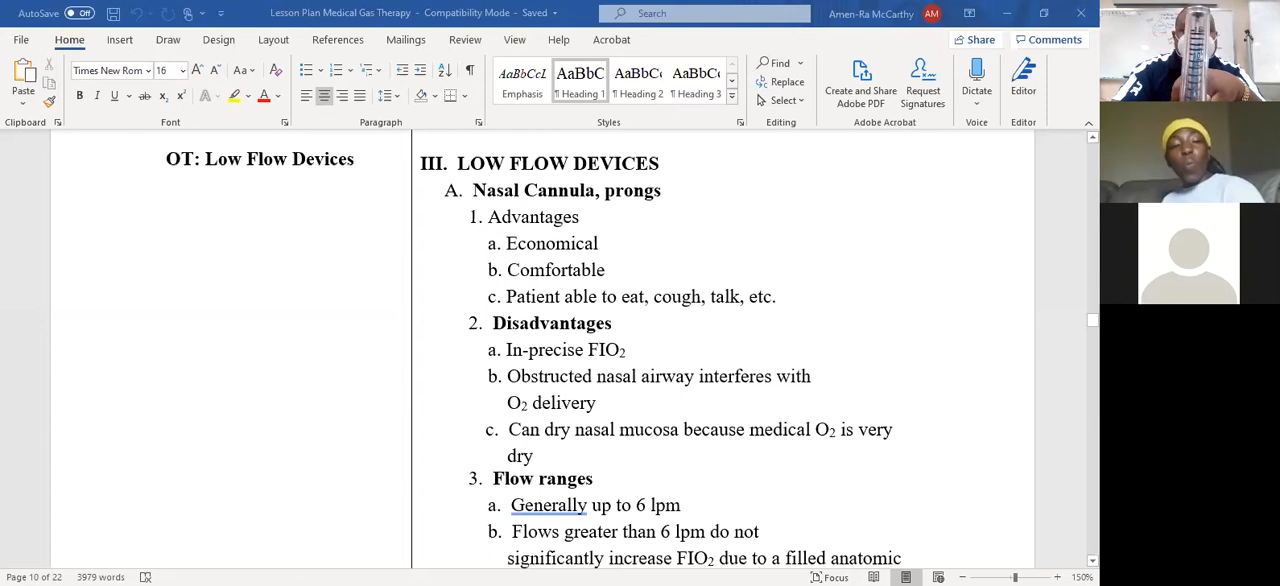 AutoSave Off Lesson Plan Medical Gas Therapy - Compatibility Mode - Saved Search Amen-Ra McCarthy AM
File Home Insert Draw Design Layout References Mailings Review View Help Acrobat Share Comments
Times New Rom 16 Aa AaBbCcL AaBbC AaBbC AaBbC Find
Paste Replace
B I U ab x₂ x² A A Emphasis ¶ Heading 1 ¶ Heading 2 ¶ Heading 3 Select
Create and Share Adobe PDF Request Signatures Dictate Editor
Clipboard Font Paragraph Styles Editing Adobe Acrobat Voice Editor
OT: Low Flow Devices
III. LOW FLOW DEVICES
A. Nasal Cannula, prongs
1. Advantages
a. Economical
b. Comfortable
c. Patient able to eat, cough, talk, etc.
2. Disadvantages
a. In-precise FIO₂
b. Obstructed nasal airway interferes with
O₂ delivery
c. Can dry nasal mucosa because medical O₂ is very
dry
3. Flow ranges
a. Generally up to 6 lpm
b. Flows greater than 6 lpm do not
significantly increase FIO₂ due to a filled anatomic
Page 10 of 22 3979 words Focus 150%